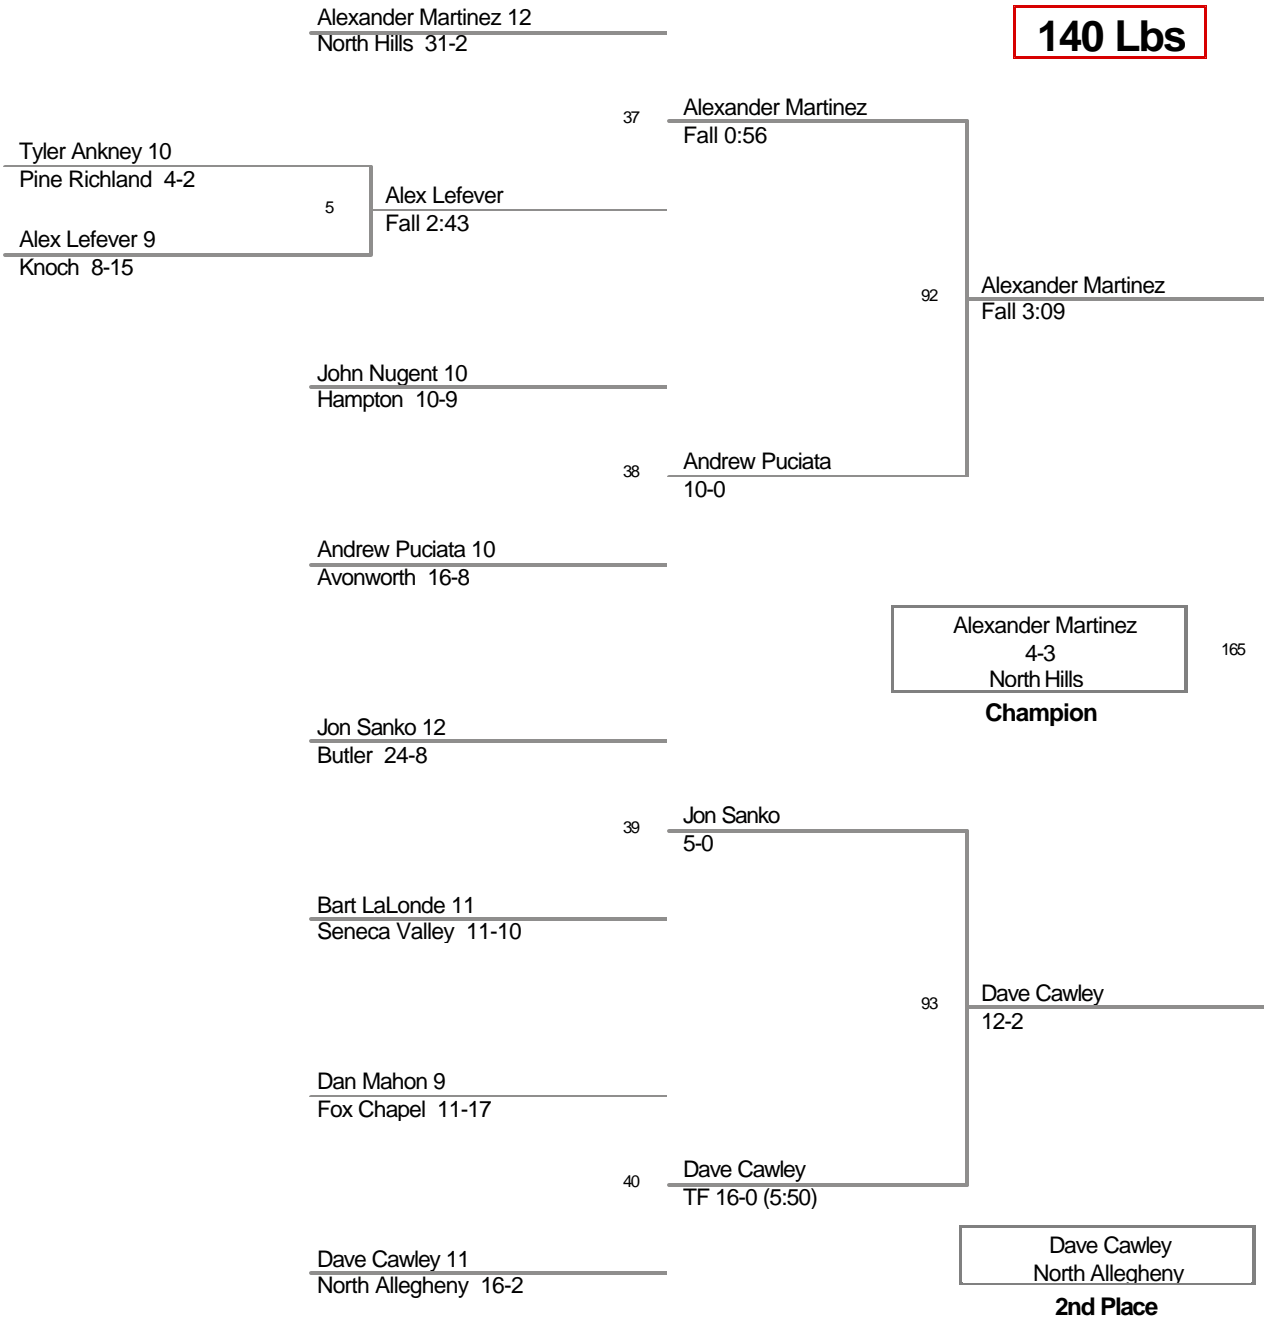 Alexander Martinez 12
North Hills 31-2
140 Lbs
37
Alexander Martinez
Fall 0:56
Tyler Ankney 10
Pine Richland 4-2
5
Alex Lefever
Fall 2:43
Alex Lefever 9
Knoch 8-15
92
Alexander Martinez
Fall 3:09
John Nugent 10
Hampton 10-9
38
Andrew Puciata
10-0
Andrew Puciata 10
Avonworth 16-8
Alexander Martinez
4-3
North Hills
165
Champion
Jon Sanko 12
Butler 24-8
39
Jon Sanko
5-0
Bart LaLonde 11
Seneca Valley 11-10
93
Dave Cawley
12-2
Dan Mahon 9
Fox Chapel 11-17
40
Dave Cawley
TF 16-0 (5:50)
Dave Cawley 11
North Allegheny 16-2
Dave Cawley
North Allegheny
2nd Place